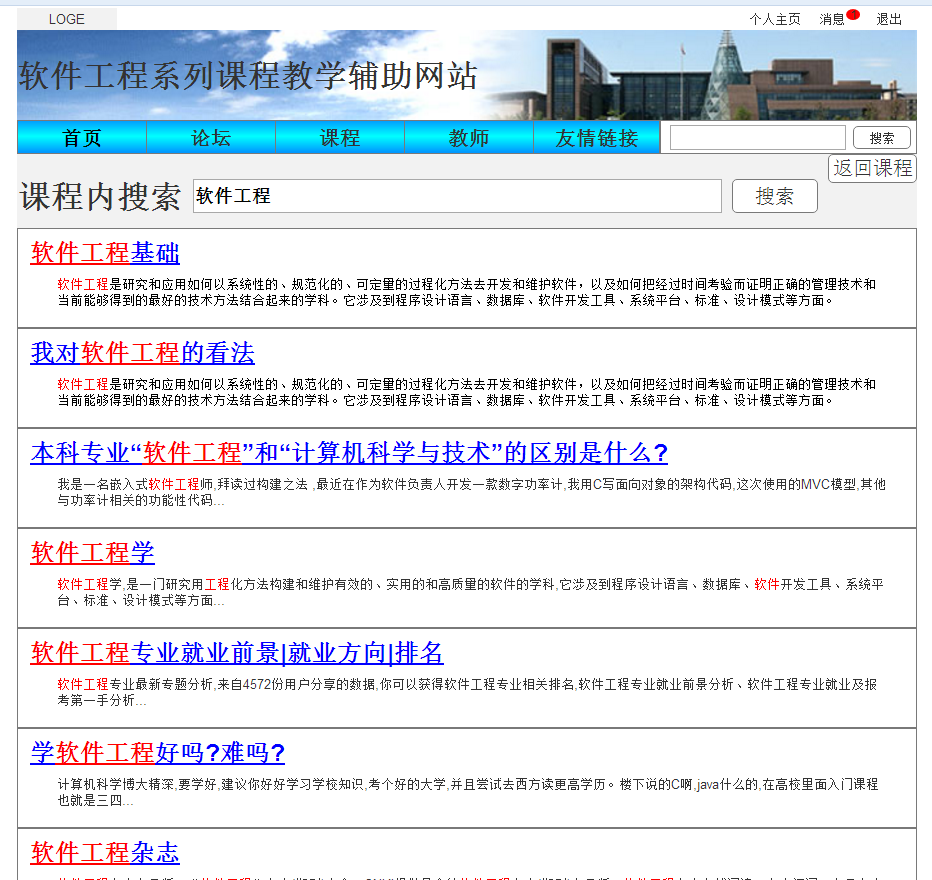 LOGE
个人主页 消息 退出
软件工程系列课程教学辅助网站
首页 论坛 课程 教师 友情链接 搜索
返回课程
课程内搜索 软件工程 搜索
软件工程基础
软件工程是研究和应用如何以系统性的、规范化的、可定量的过程化方法去开发和维护软件，以及如何把经过时间考验而证明正确的管理技术和
当前能够得到的最好的技术方法结合起来的学科。它涉及到程序设计语言、数据库、软件开发工具、系统平台、标准、设计模式等方面。
我对软件工程的看法
软件工程是研究和应用如何以系统性的、规范化的、可定量的过程化方法去开发和维护软件，以及如何把经过时间考验而证明正确的管理技术和
当前能够得到的最好的技术方法结合起来的学科。它涉及到程序设计语言、数据库、软件开发工具、系统平台、标准、设计模式等方面。
本科专业“软件工程”和“计算机科学与技术”的区别是什么?
我是一名嵌入式软件工程师,拜读过构建之法 ,最近在作为软件负责人开发一款数字功率计,我用C写面向对象的架构代码,这次使用的MVC模型,其他
与功率计相关的功能性代码...
软件工程学
软件工程学,是一门研究用工程化方法构建和维护有效的、实用的和高质量的软件的学科,它涉及到程序设计语言、数据库、软件开发工具、系统平
台、标准、设计模式等方面...
软件工程专业就业前景|就业方向|排名
软件工程专业最新专题分析,来自4572份用户分享的数据,你可以获得软件工程专业相关排名,软件工程专业就业前景分析、软件工程专业就业及报
考第一手分析...
学软件工程好吗?难吗?
计算机科学博大精深,要学好,建议你好好学习学校知识,考个好的大学,并且尝试去西方读更高学历。楼下说的C啊,java什么的,在高校里面入门课程
也就是三四...
软件工程杂志